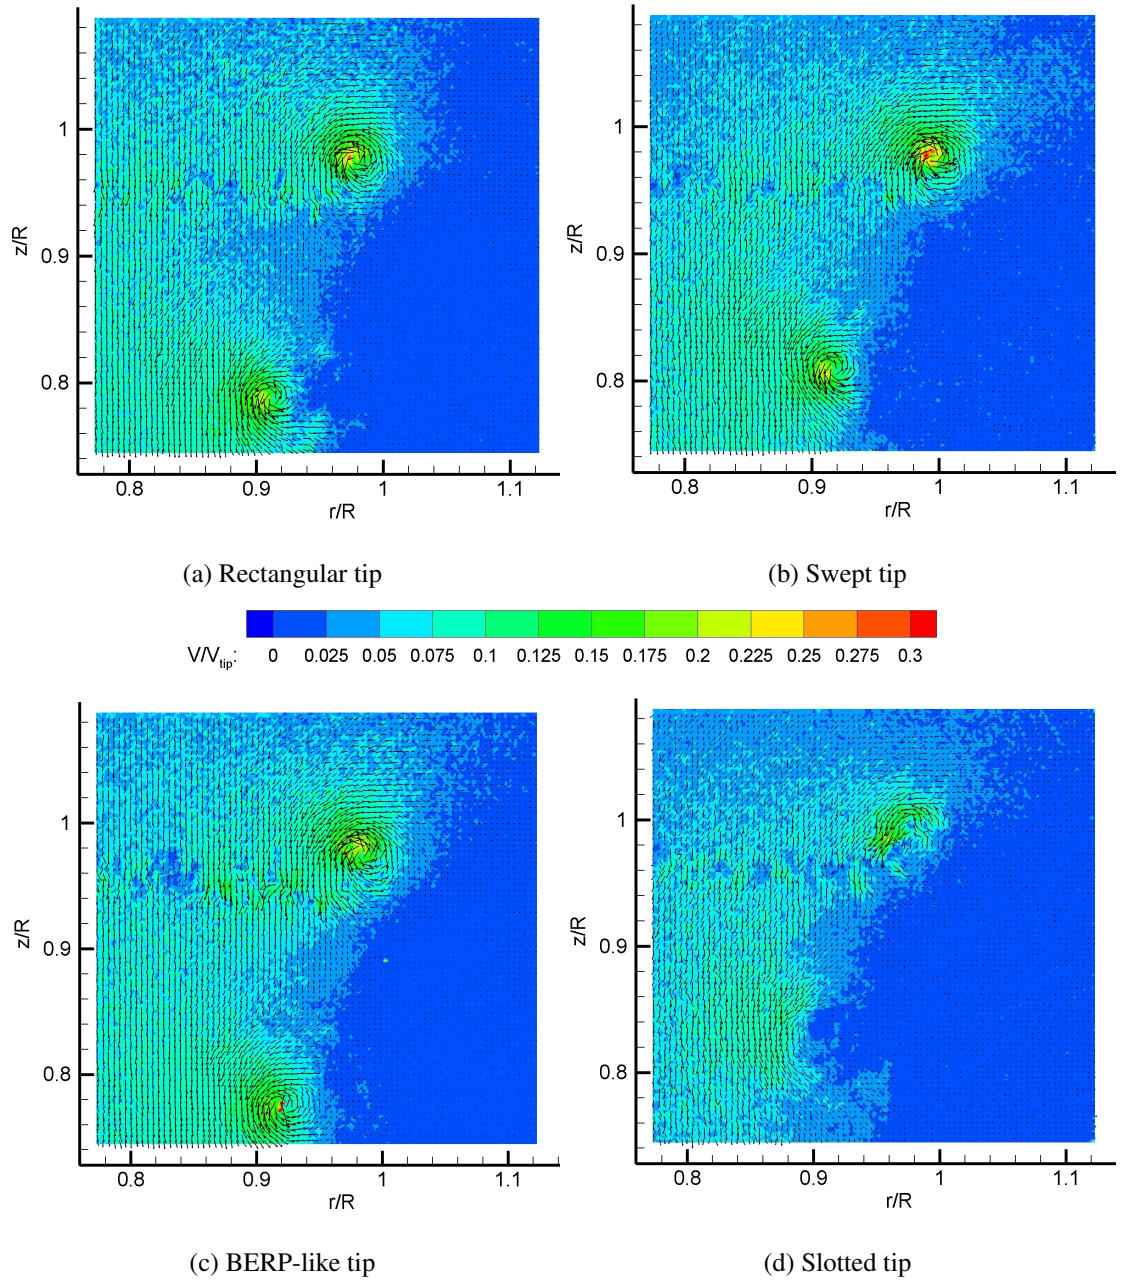 z/R
1
0.9
0.8
0.8 0.9 1 1.1
r/R
(a) Rectangular tip
z/R
1
0.9
0.8
0.8 0.9 1 1.1
r/R
(b) Swept tip
V/Vtip: 0 0.025 0.05 0.075 0.1 0.125 0.15 0.175 0.2 0.225 0.25 0.275 0.3
z/R
1
0.9
0.8
0.8 0.9 1 1.1
r/R
(c) BERP-like tip
z/R
1
0.9
0.8
0.8 0.9 1 1.1
r/R
(d) Slotted tip